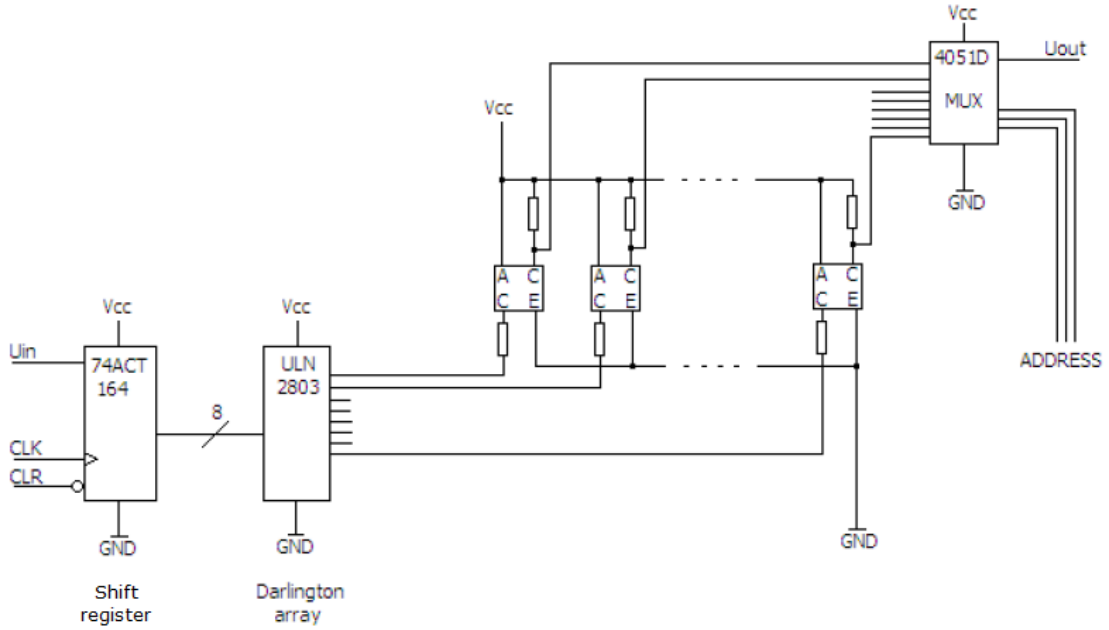 Vcc
4051D
Uout
MUX
Vcc
GND
A C
C E
A C
C E
A C
C E
ADDRESS
Vcc
Vcc
Uin
74ACT
164
ULN
2803
8
CLK
CLR
GND
GND
GND
Shift
register
Darlington
array